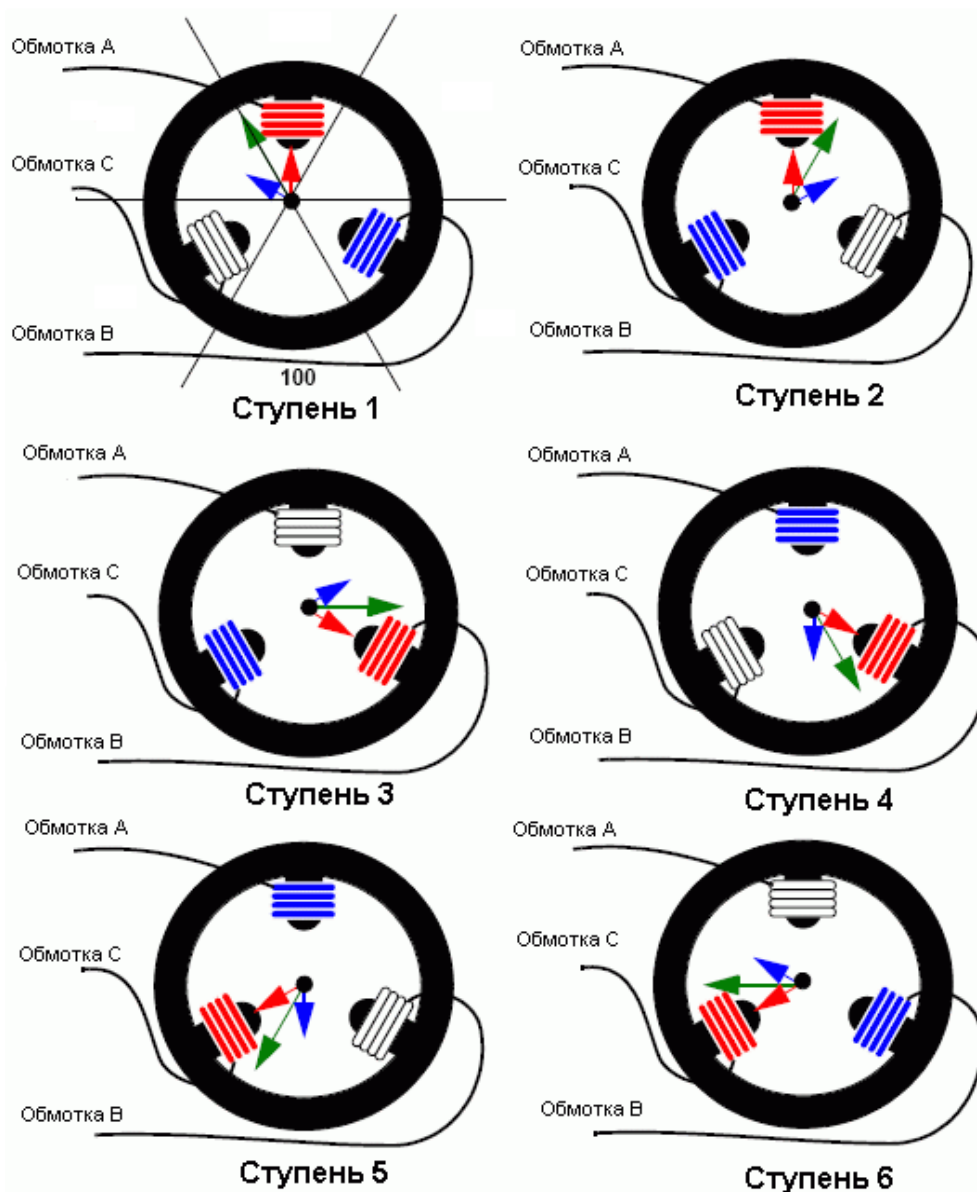 Обмотка А
Обмотка С
Обмотка В
100
Ступень 1
Обмотка А
Обмотка С
Обмотка В
Ступень 2
Обмотка А
Обмотка С
Обмотка В
Ступень 3
Обмотка А
Обмотка С
Обмотка В
Ступень 4
Обмотка А
Обмотка С
Обмотка В
Ступень 5
Обмотка А
Обмотка С
Обмотка В
Ступень 6